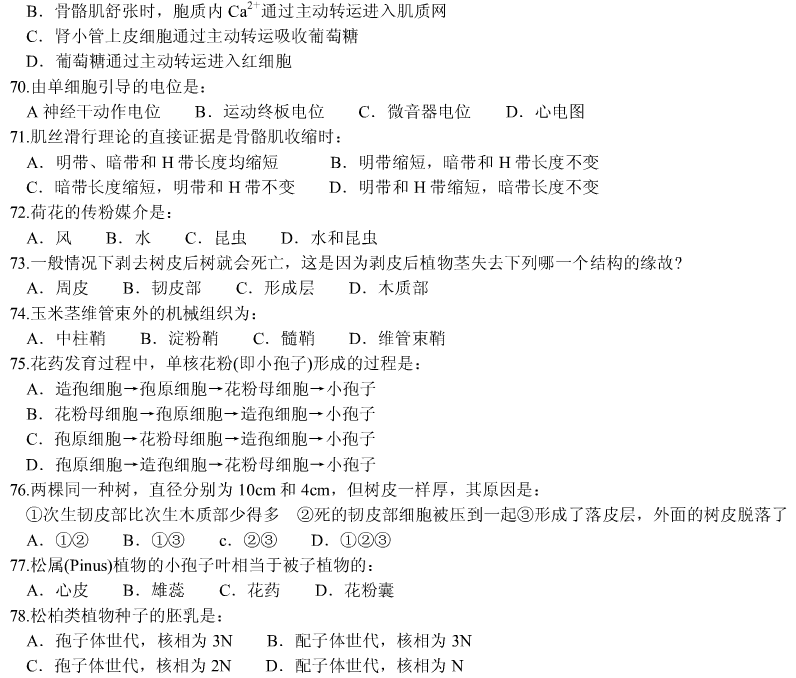 B．骨骼肌舒张时，胞质内 Ca²⁺通过主动转运进入肌质网
C．肾小管上皮细胞通过主动转运吸收葡萄糖
D．葡萄糖通过主动转运进入红细胞
70.由单细胞引导的电位是：
A 神经干动作电位 B．运动终板电位 C．微音器电位 D．心电图
71.肌丝滑行理论的直接证据是骨骼肌收缩时：
A．明带、暗带和 H 带长度均缩短 B．明带缩短，暗带和 H 带长度不变
C．暗带长度缩短，明带和 H 带不变 D．明带和 H 带缩短，暗带长度不变
72.荷花的传粉媒介是：
A．风 B．水 C．昆虫 D．水和昆虫
73.一般情况下剥去树皮后树就会死亡，这是因为剥皮后植物茎失去下列哪一个结构的缘故?
A．周皮 B．韧皮部 C．形成层 D．木质部
74.玉米茎维管束外的机械组织为：
A．中柱鞘 B．淀粉鞘 C．髓鞘 D．维管束鞘
75.花药发育过程中，单核花粉(即小孢子)形成的过程是：
A．造孢细胞→孢原细胞→花粉母细胞→小孢子
B．花粉母细胞→孢原细胞→造孢细胞→小孢子
C．孢原细胞→花粉母细胞→造孢细胞→小孢子
D．孢原细胞→造孢细胞→花粉母细胞→小孢子
76.两棵同一种树，直径分别为 10cm 和 4cm，但树皮一样厚，其原因是：
①次生韧皮部比次生木质部少得多 ②死的韧皮部细胞被压到一起③形成了落皮层，外面的树皮脱落了
A．①② B．①③ c．②③ D．①②③
77.松属(Pinus)植物的小孢子叶相当于被子植物的：
A．心皮 B．雄蕊 C．花药 D．花粉囊
78.松柏类植物种子的胚乳是：
A．孢子体世代，核相为 3N B．配子体世代，核相为 3N
C．孢子体世代，核相为 2N D．配子体世代，核相为 N